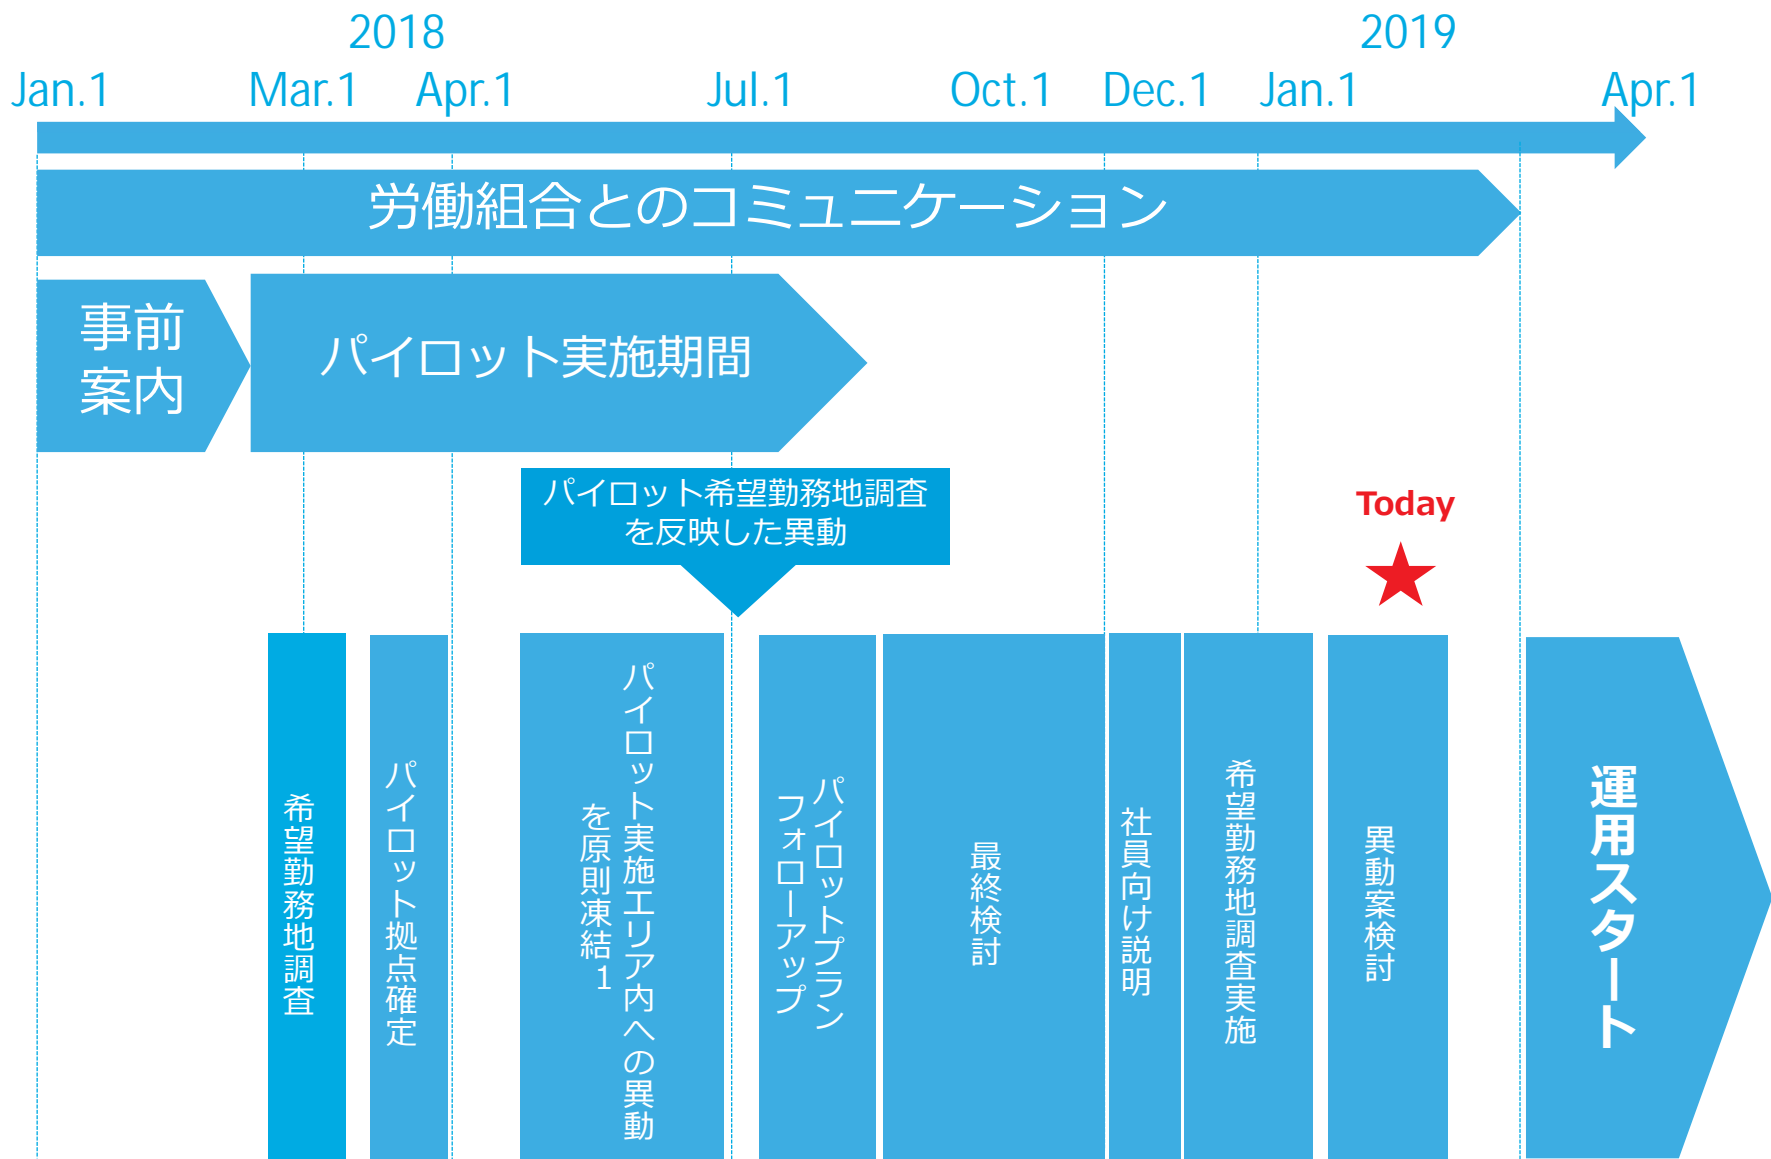 2018
2019
Jan.1
Mar.1
Apr.1
Jul.1
Oct.1
Dec.1
Jan.1
Apr.1
労働組合とのコミュニケーション
事前
案内
パイロット実施期間
パイロット希望勤務地調査
を反映した異動
Today
希望勤務地調査
パイロット拠点確定
パイロット実施エリア内への異動
を原則凍結1
パイロットプラン
フォローアップ
最終検討
社員向け説明
希望勤務地調査実施
異動案検討
運用スタート